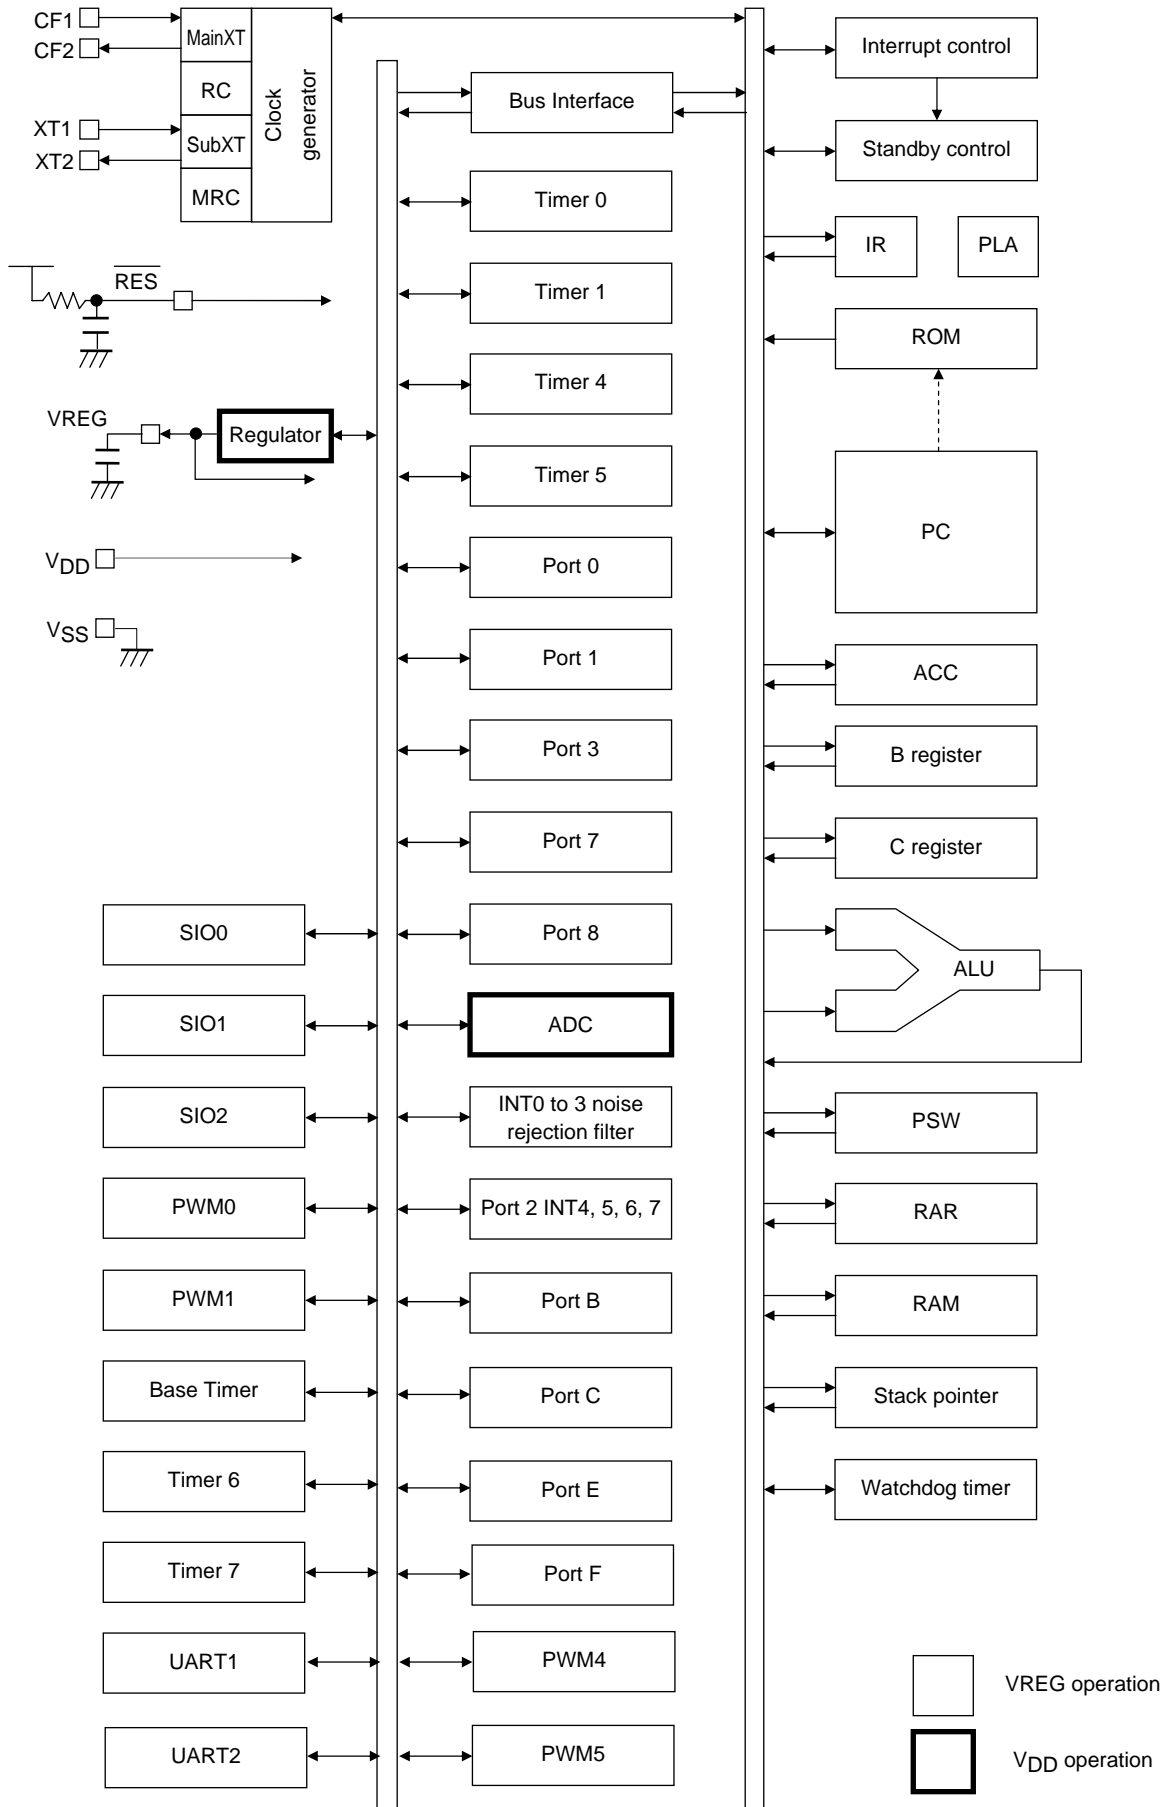 CF1
CF2
XT1
XT2
MainXT
RC
SubXT
MRC
Clock
generator
RES
VREG
Regulator
VDD
VSS
SIO0
SIO1
SIO2
PWM0
PWM1
Base Timer
Timer 6
Timer 7
UART1
UART2
Bus Interface
Timer 0
Timer 1
Timer 4
Timer 5
Port 0
Port 1
Port 3
Port 7
Port 8
ADC
INT0 to 3 noise
rejection filter
Port 2 INT4, 5, 6, 7
Port B
Port C
Port E
Port F
PWM4
PWM5
Interrupt control
Standby control
IR
PLA
ROM
PC
ACC
B register
C register
ALU
PSW
RAR
RAM
Stack pointer
Watchdog timer
VREG operation
VDD operation